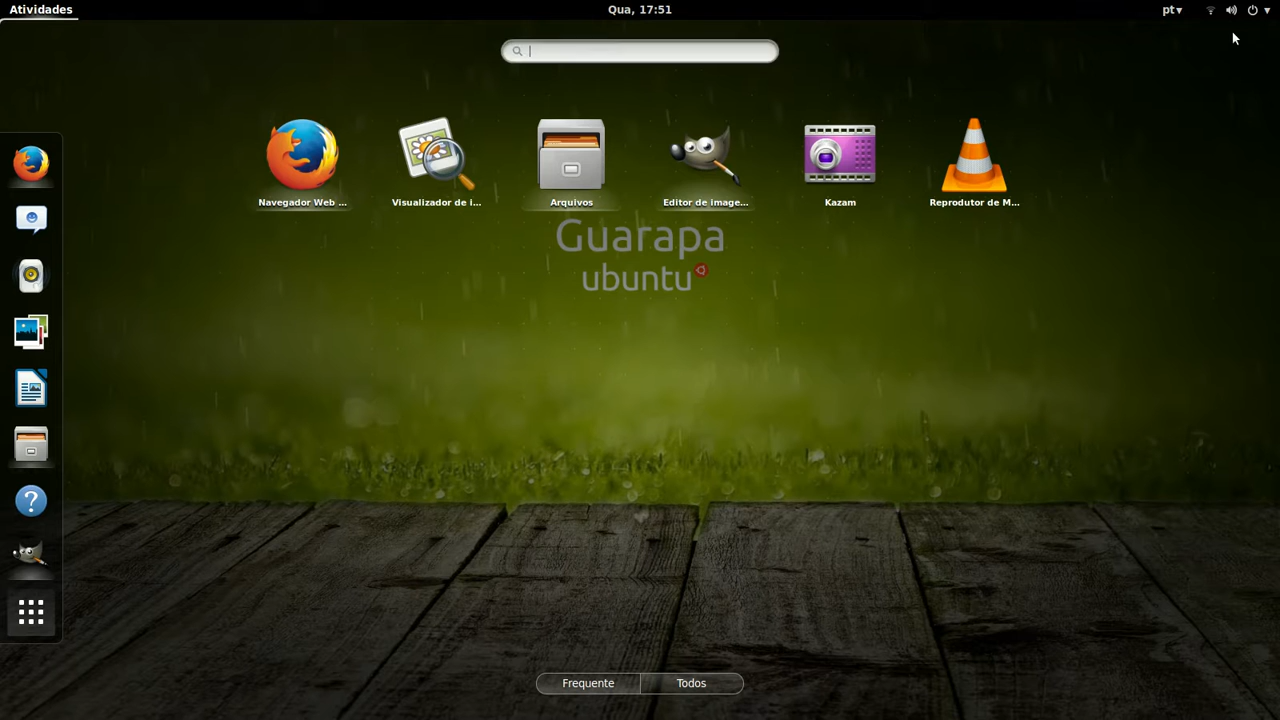 Atividades
Qua, 17:51
pt
Navegador Web ...
Visualizador de i...
Arquivos
Editor de image...
Kazam
Reprodutor de M...
Guarapa
ubuntu
Frequente
Todos